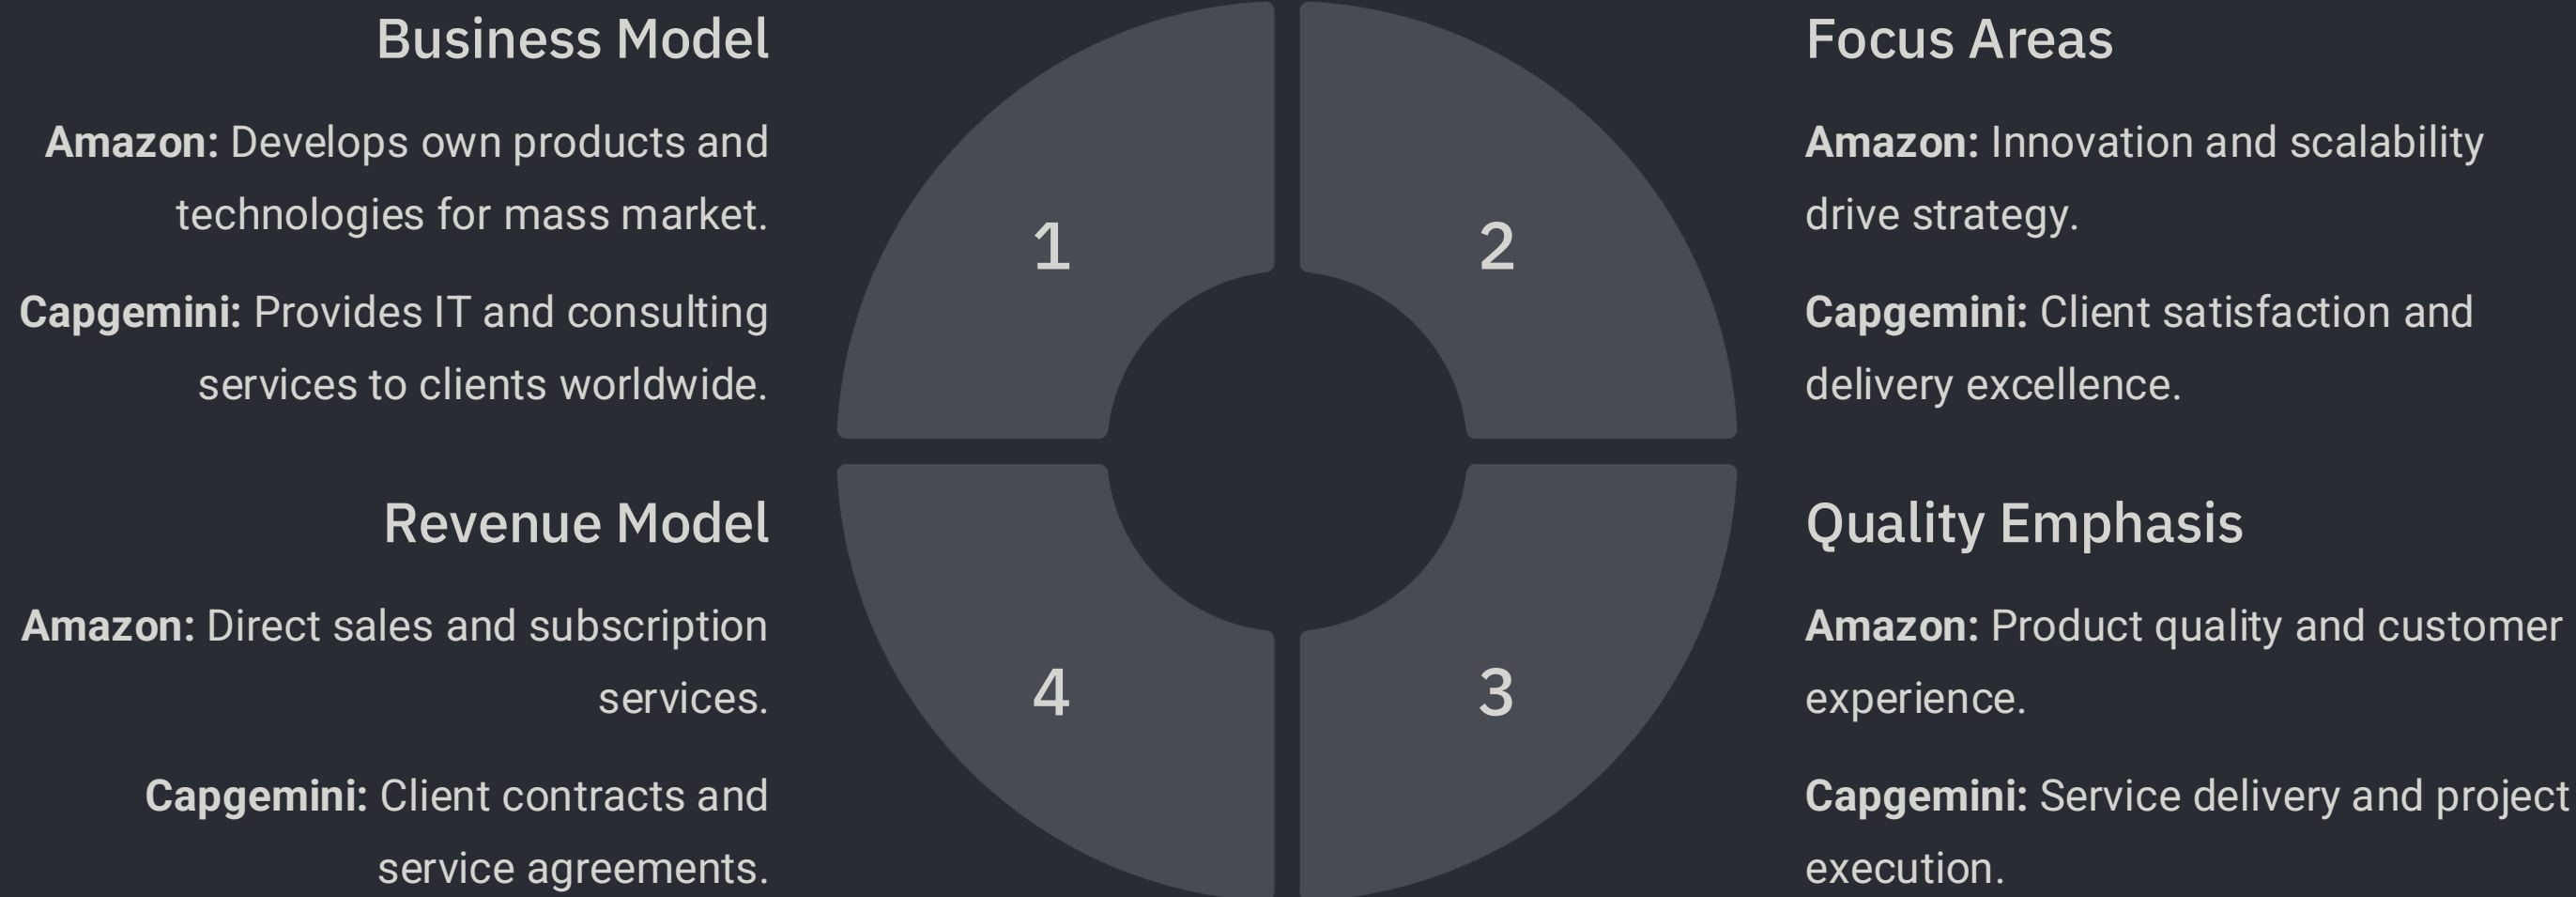 Business Model
Amazon: Develops own products and
technologies for mass market.
Capgemini: Provides IT and consulting
services to clients worldwide.
1
2
Focus Areas
Amazon: Innovation and scalability
drive strategy.
Capgemini: Client satisfaction and
delivery excellence.
Revenue Model
Amazon: Direct sales and subscription
services.
Capgemini: Client contracts and
service agreements.
4
3
Quality Emphasis
Amazon: Product quality and customer
experience.
Capgemini: Service delivery and project
execution.